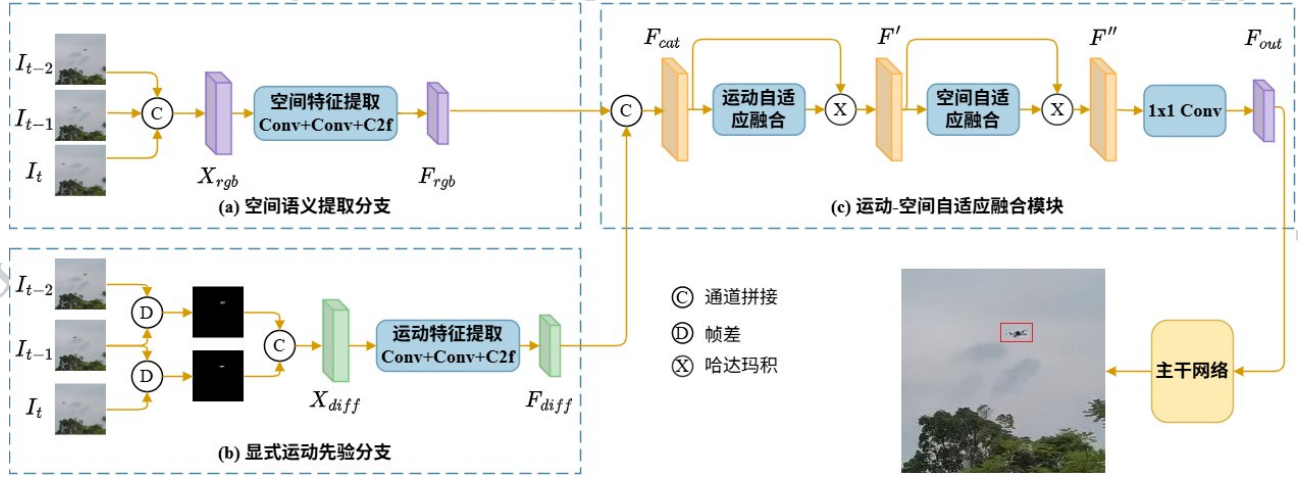 I_{t-2}
I_{t-1}
I_t
C
X_{rgb}
空间特征提取
Conv+Conv+C2f
F_{rgb}
(a) 空间语义提取分支
I_{t-2}
I_{t-1}
I_t
D
D
C
X_{diff}
运动特征提取
Conv+Conv+C2f
F_{diff}
(b) 显式运动先验分支
C
F_{cat}
运动自适
应融合
X
F'
空间自适
应融合
X
F''
1x1 Conv
F_{out}
(c) 运动-空间自适应融合模块
C 通道拼接
D 帧差
X 哈达玛积
主干网络